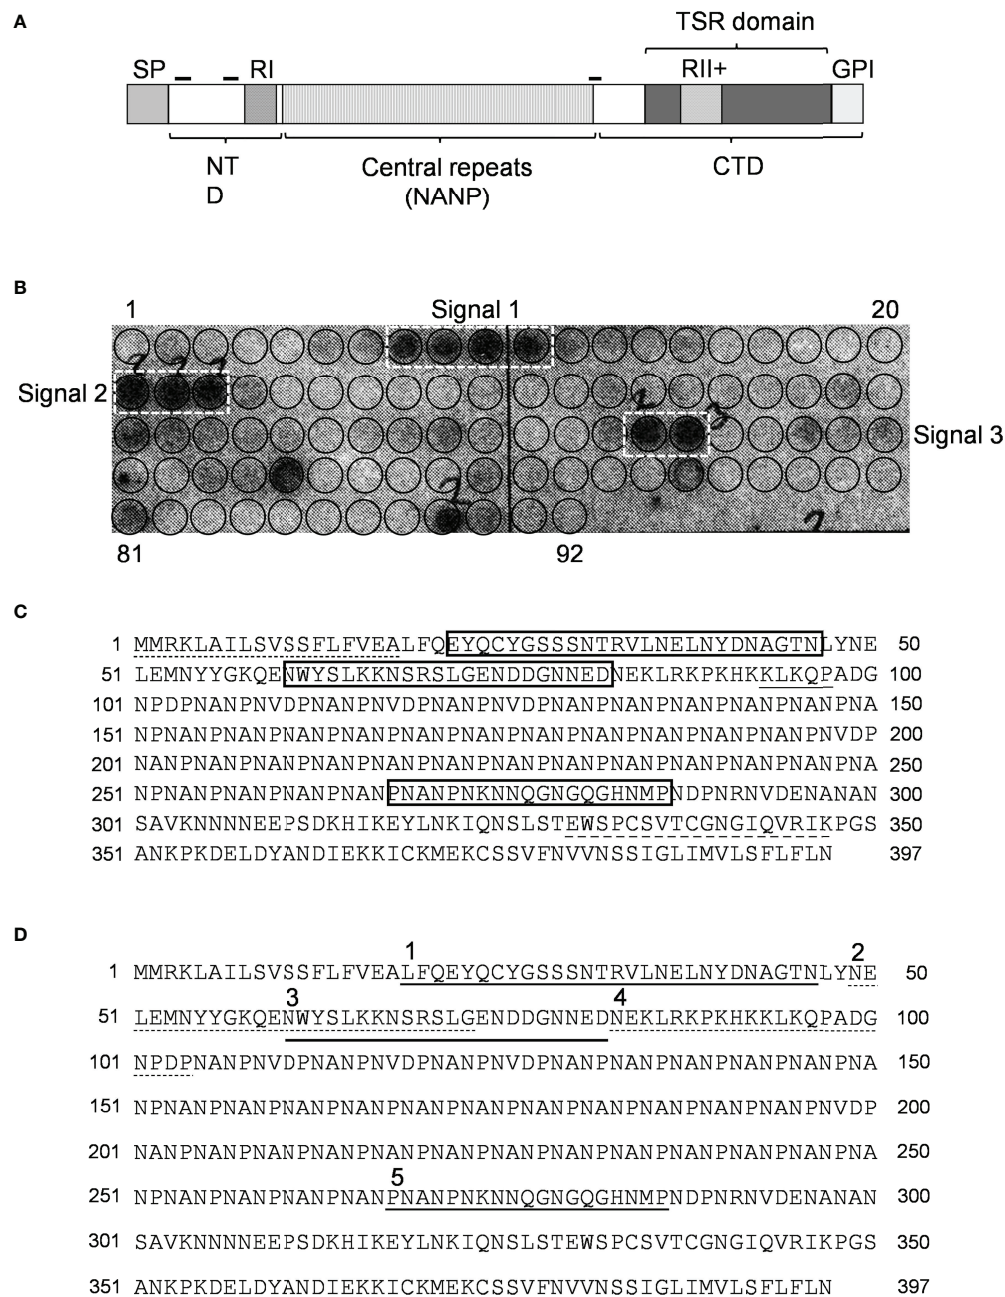 A
TSR domain
SP RI RII+ GPI
NT
D
Central repeats
(NANP)
CTD
B
1 Signal 1 20
Signal 2
Signal 3
2
81 92
C
1 MMRKLAILSVSSFLFVEALFQEYQCYGSSSNTRVLNELNYDNAGTNLYNE 50
51 LEMNYYGKQENWYSLKKNSRSLGENDDGNNEDNEKLRKPKHKKLKQPADG 100
101 NPDPNANPNVDPNANPNVDPNANPNVDPNANPNANPNANPNANPNANPNA 150
151 NPNANPNANPNANPNANPNANPNANPNANPNANPNANPNANPNANPNVDP 200
201 NANPNANPNANPNANPNANPNANPNANPNANPNANPNANPNANPNANPNA 250
251 NPNANPNANPNANPNANPNANPNKNNQGNGQGHNMPNDPNRNVDENANAN 300
301 SAVKNNNNEEPSDKHIKEYLNKIQNSLSTEWSPCSVTCGNGIQVRIKPGS 350
351 ANKPKDELDYANDIEKKICKMEKCSSVFNVVNSSIGLIMVLSFLFLN 397
D
1 2
1 MMRKLAILSVSSFLFVEALFQEYQCYGSSSNTRVLNELNYDNAGTNLYNE 50
3 4
51 LEMNYYGKQENWYSLKKNSRSLGENDDGNNEDNEKLRKPKHKKLKQPADG 100
101 NPDPNANPNVDPNANPNVDPNANPNVDPNANPNANPNANPNANPNANPNA 150
151 NPNANPNANPNANPNANPNANPNANPNANPNANPNANPNANPNANPNVDP 200
201 NANPNANPNANPNANPNANPNANPNANPNANPNANPNANPNANPNANPNA 250
5
251 NPNANPNANPNANPNANPNANPNKNNQGNGQGHNMPNDPNRNVDENANAN 300
301 SAVKNNNNEEPSDKHIKEYLNKIQNSLSTEWSPCSVTCGNGIQVRIKPGS 350
351 ANKPKDELDYANDIEKKICKMEKCSSVFNVVNSSIGLIMVLSFLFLN 397